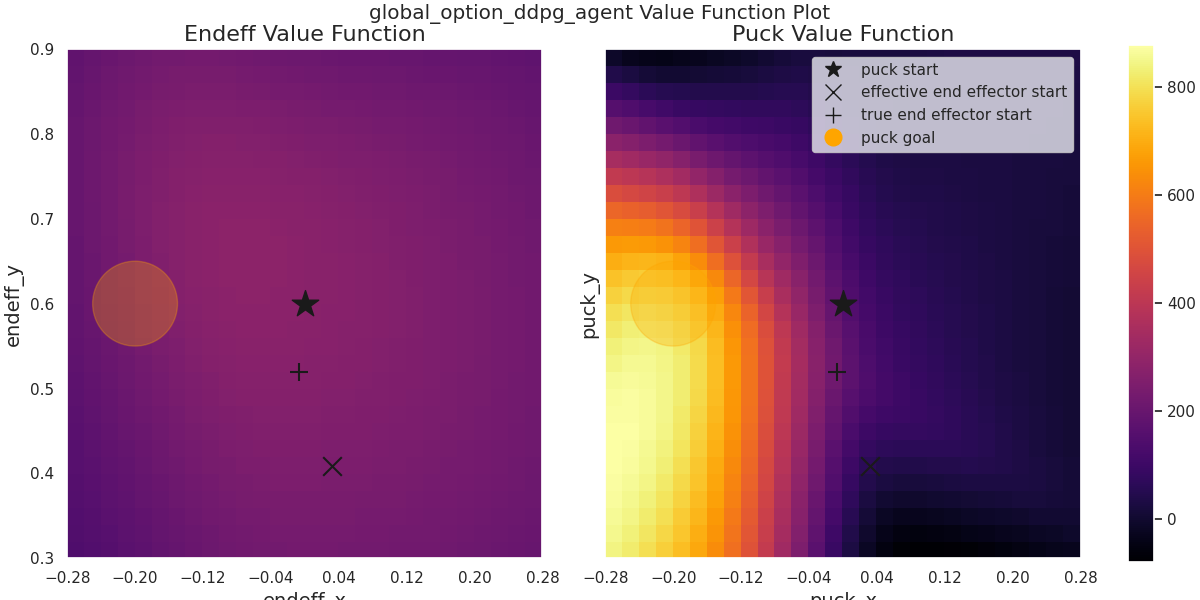 global_option_ddpg_agent Value Function Plot
Endeff Value Function
Puck Value Function
puck start
effective end effector start
true end effector start
puck goal
endeff_y
0.9
0.8
0.7
0.6
0.5
0.4
0.3
−0.28 −0.20 −0.12 −0.04 0.04 0.12 0.20 0.28
endeff_x
puck_y
−0.28 −0.20 −0.12 −0.04 0.04 0.12 0.20 0.28
puck_x
800
600
400
200
0